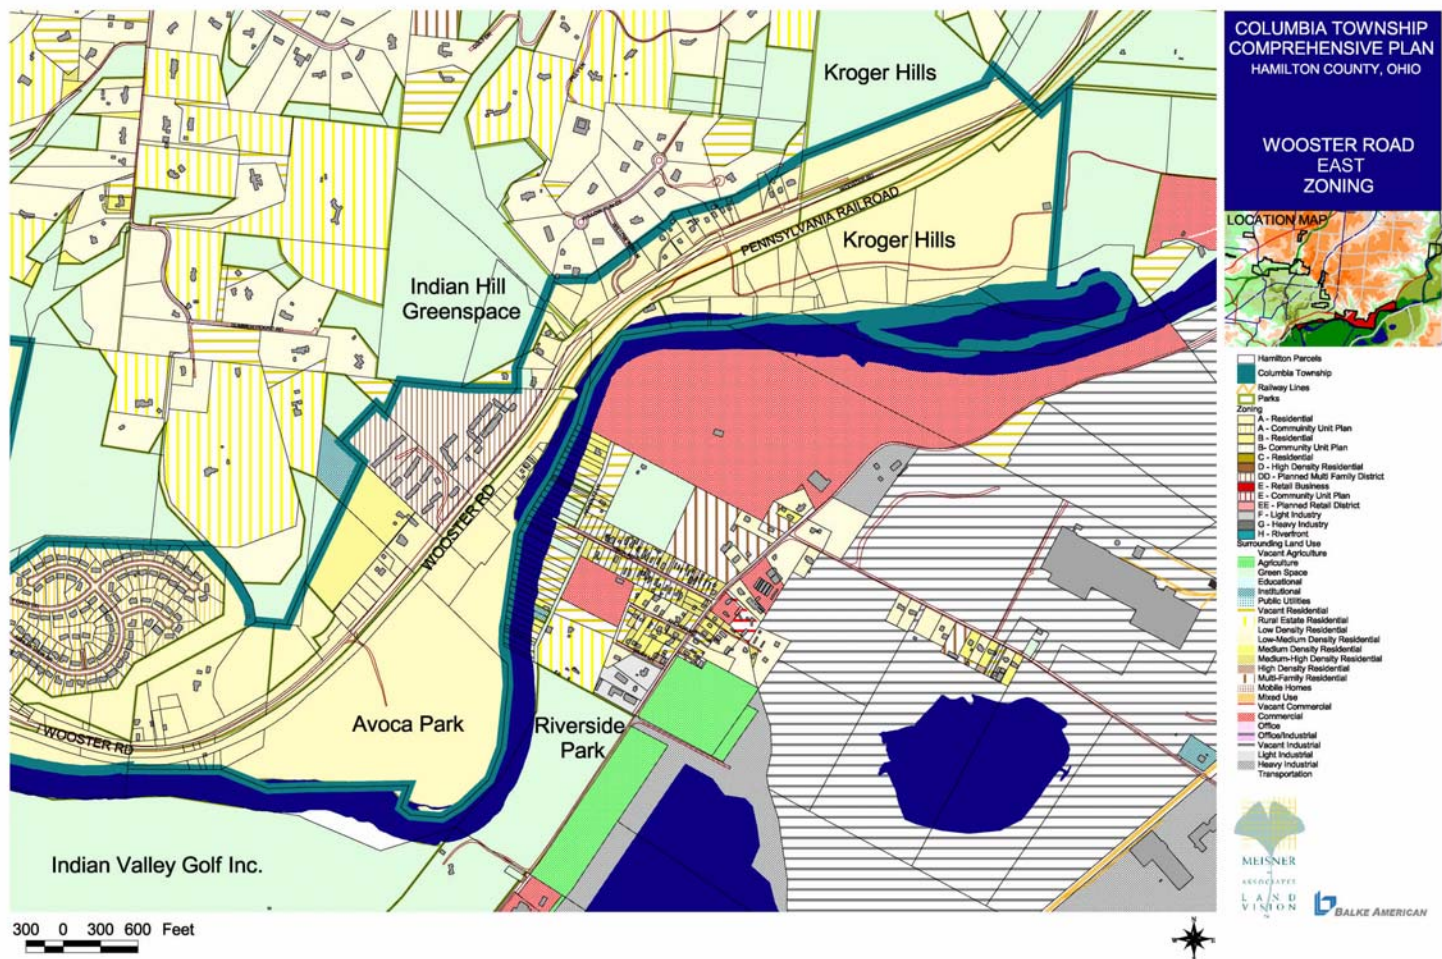 COLUMBIA TOWNSHIP
COMPREHENSIVE PLAN
HAMILTON COUNTY, OHIO
WOOSTER ROAD
EAST
ZONING
LOCATION MAP
Hamilton Parcels
Columbia Township
Railway Lines
Parks
Zoning
A - Residential
A - Community Unit Plan
B - Residential
B- Community Unit Plan
C - Residential
D - High Density Residential
DD - Planned Multi Family District
E - Retail Business
E - Community Unit Plan
EE - Planned Retail District
F - Light Industry
G - Heavy Industry
H - Riverfront
Surrounding Land Use
Vacant Agriculture
Agriculture
Green Space
Educational
Institutional
Public Utilities
Vacant Residential
Rural Estate Residential
Low Density Residential
Low-Medium Density Residential
Medium Density Residential
Medium-High Density Residential
High Density Residential
Multi-Family Residential
Mobile Homes
Mixed Use
Vacant Commercial
Commercial
Office
Office/Industrial
Vacant Industrial
Light Industrial
Heavy Industrial
Transportation
MEISNER
ASSOCIATES
LAND
VISION
BALKE AMERICAN
Kroger Hills
PENNSYLVANIA RAILROAD
Kroger Hills
Indian Hill
Greenspace
WOOSTER RD
Avoca Park
Riverside
Park
WOOSTER RD
Indian Valley Golf Inc.
300 0 300 600 Feet